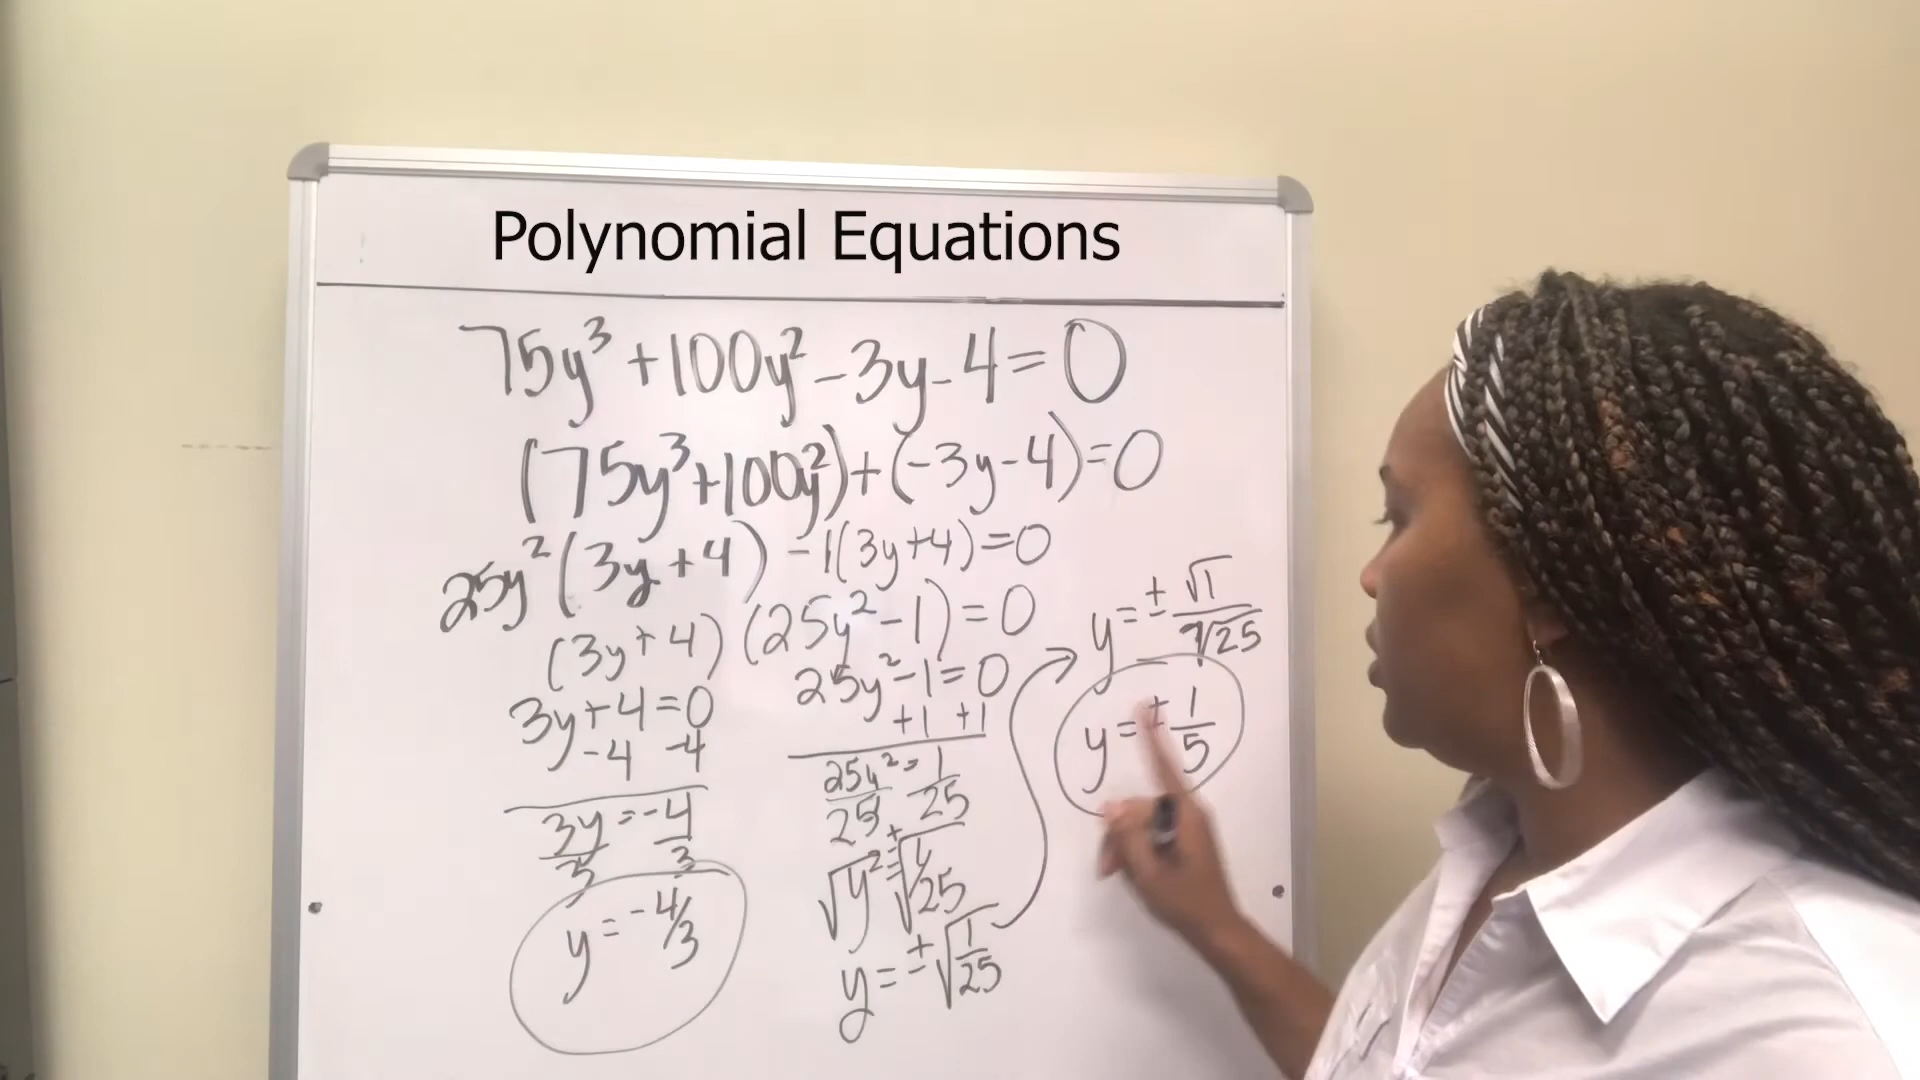 Polynomial Equations
75y³ + 100y² - 3y - 4 = 0
(75y³ + 100y²) + (-3y - 4) = 0
25y² (3y + 4) - 1(3y + 4) = 0
(3y + 4) (25y² - 1) = 0
3y + 4 = 0
-4 -4
3y = -4
3 3
y = -4/3
25y² - 1 = 0
+1 +1
25y² = 1
25 25
√y² = ±√1/25
y = ±√1/25
y = ± √1/√25
y = ± 1/5